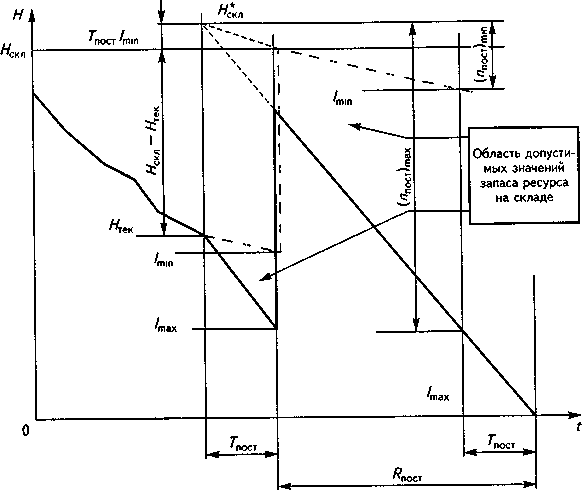 H
H*скл
Tпост Imin
Hскл
(nпост)min
Imin
Hскл – Hтек
(nпост)max
Область допусти-
мых значений
запаса ресурса
на складе
Hтек
Imin
Imax
Imax
0
t
Tпост
Tпост
Rпост